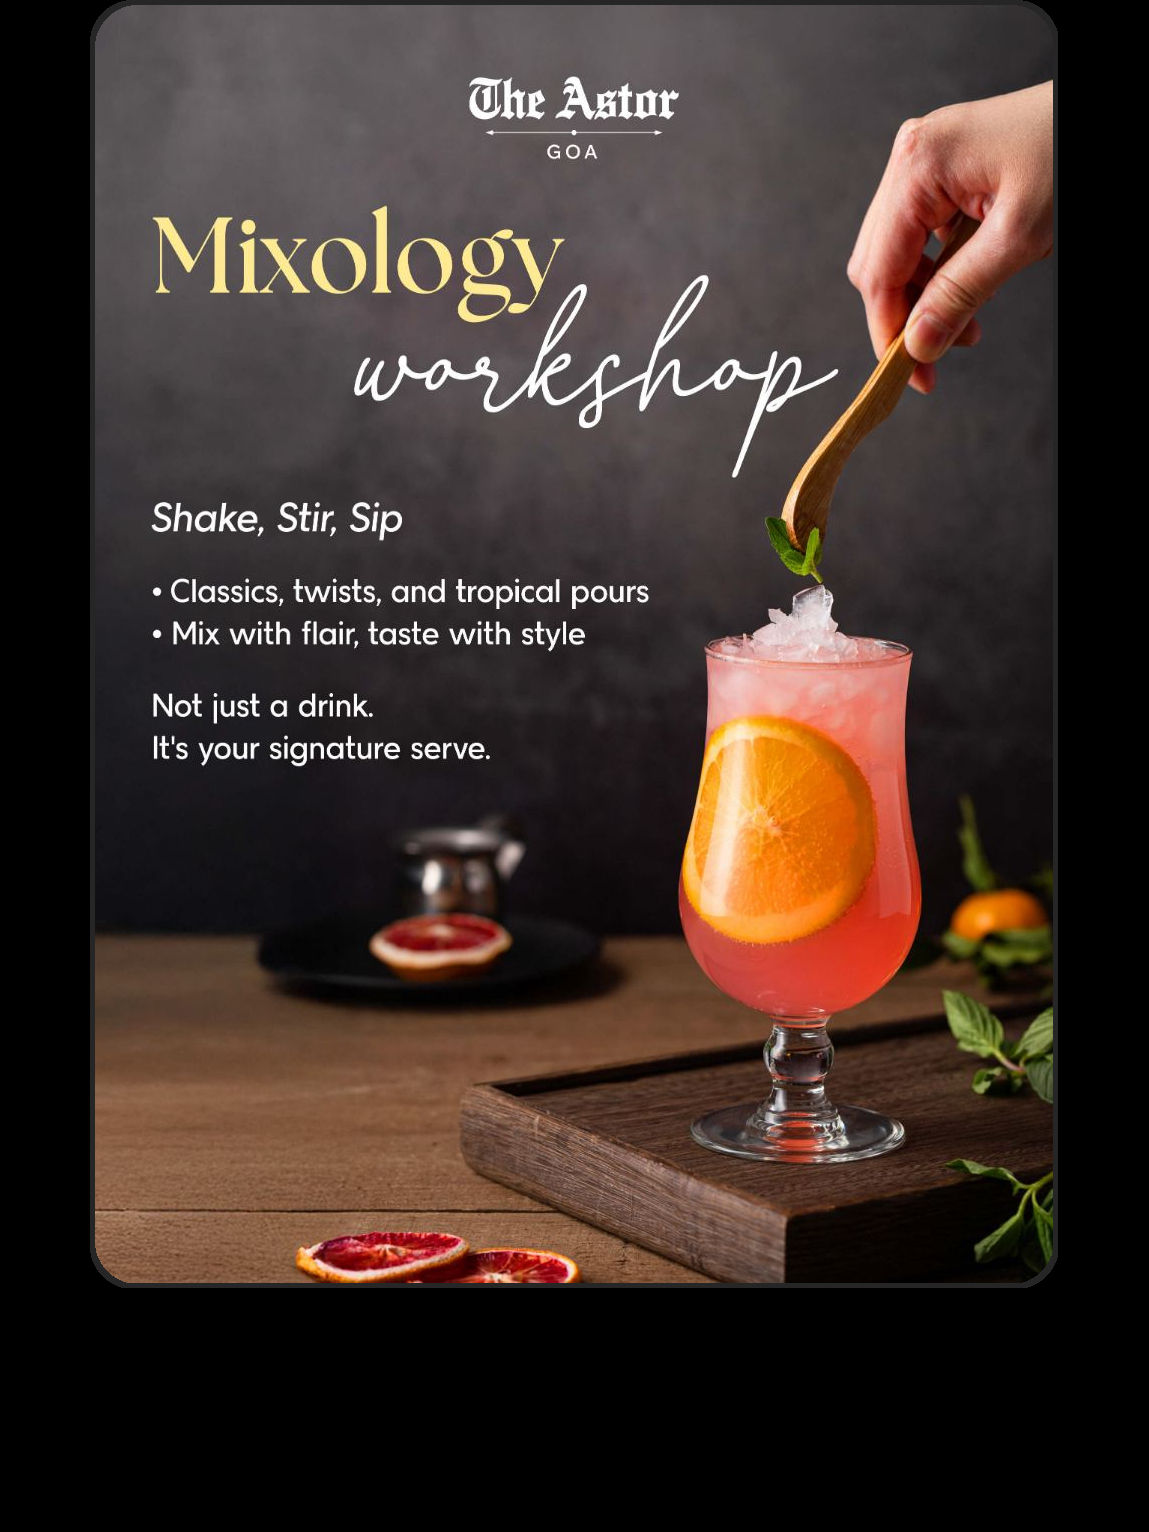 The Astor
GOA
Mixology
workshop
Shake, Stir, Sip
• Classics, twists, and tropical pours
• Mix with flair, taste with style
Not just a drink.
It's your signature serve.